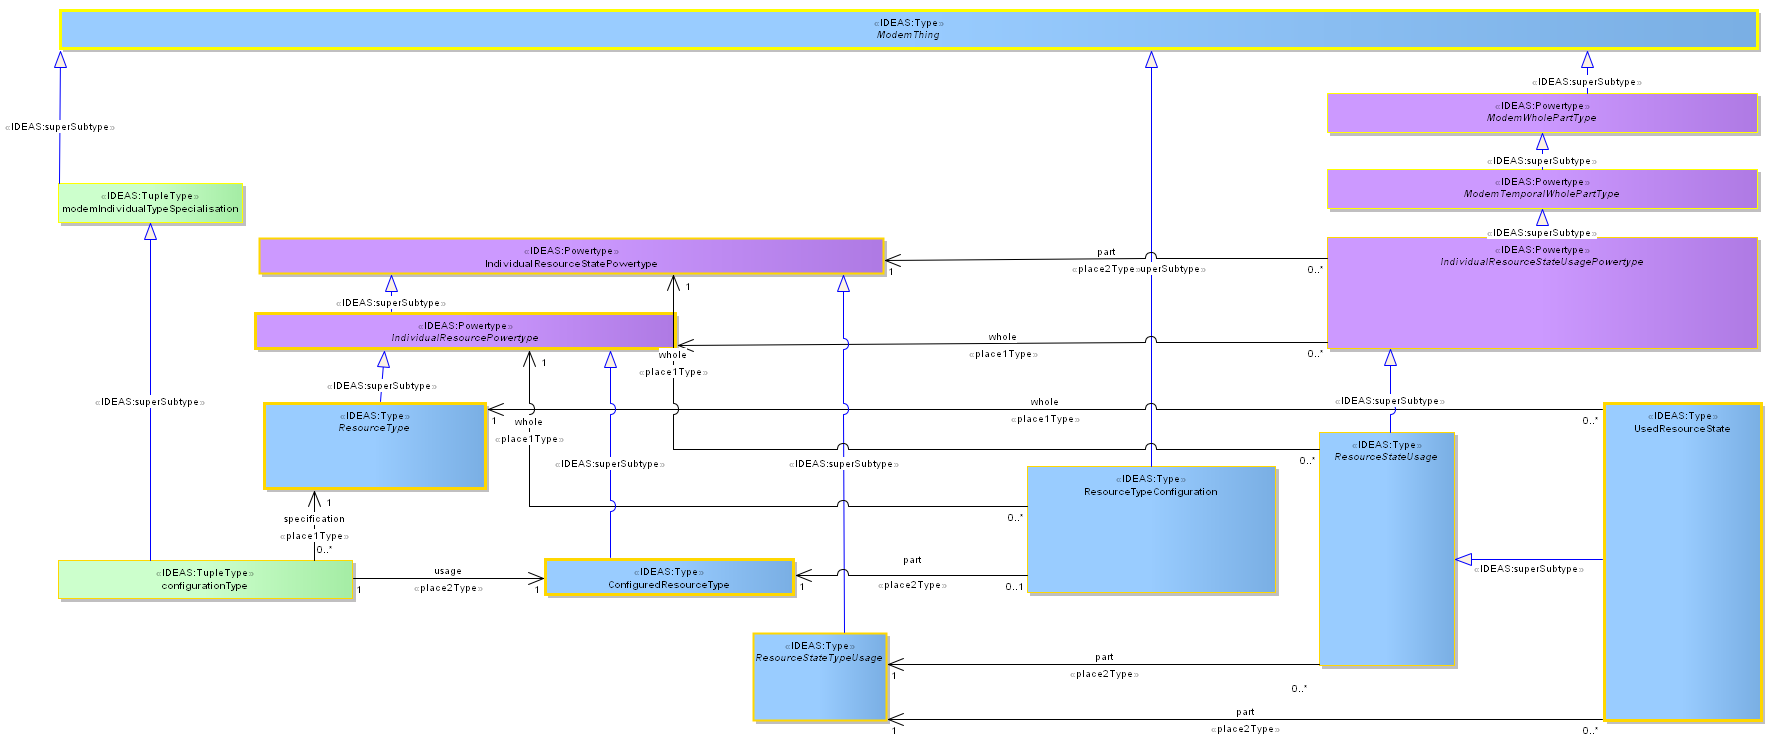 «IDEAS:Type»
ModemThing
«IDEAS:superSubtype»
«IDEAS:Powertype»
ModemWholePartType
«IDEAS:superSubtype»
«IDEAS:superSubtype»
«IDEAS:Powertype»
ModemTemporalWholePartType
«IDEAS:TupleType»
modemIndividualTypeSpecialisation
«IDEAS:superSubtype»
«IDEAS:Powertype»
IndividualResourceStatePowertype
part
1
«place2Type»uperSubtype»
0..*
«IDEAS:Powertype»
IndividualResourceStateUsagePowertype
1
«IDEAS:superSubtype»
«IDEAS:Powertype»
IndividualResourcePowertype
whole
«place1Type»
0..*
whole
«place1Type»
1
«IDEAS:superSubtype»
«IDEAS:superSubtype»
«IDEAS:superSubtype»
«IDEAS:Type»
ResourceType
1
whole
«place1Type»
0..*
«IDEAS:Type»
UsedResourceState
whole
«place1Type»
«IDEAS:superSubtype»
«IDEAS:superSubtype»
0..*
«IDEAS:Type»
ResourceStateUsage
«IDEAS:Type»
ResourceTypeConfiguration
0..*
1
specification
«place1Type»
0..*
«IDEAS:TupleType»
configurationType
1
usage
«place2Type»
1
«IDEAS:Type»
ConfiguredResourceType
1
part
«place2Type»
0..1
«IDEAS:superSubtype»
«IDEAS:Type»
ResourceStateTypeUsage
1
part
«place2Type»
0..*
1
part
«place2Type»
0..*